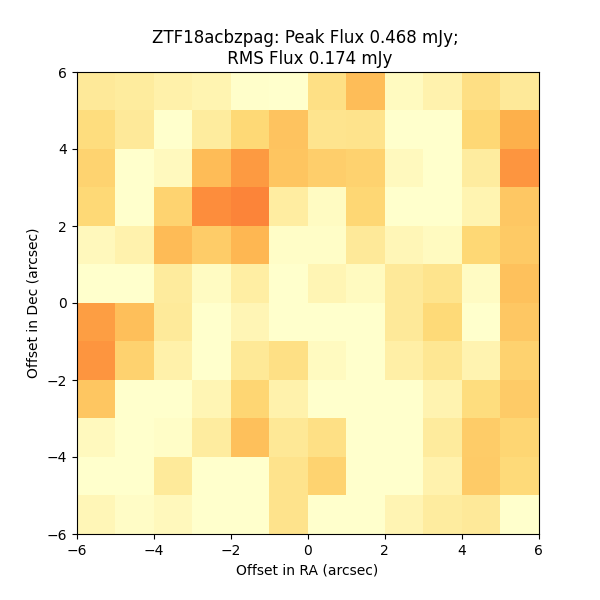 ZTF18acbzpag: Peak Flux 0.468 mJy;
RMS Flux 0.174 mJy
6
4
2
0
−2
−4
−6
Offset in Dec (arcsec)
−6 −4 −2 0 2 4 6
Offset in RA (arcsec)